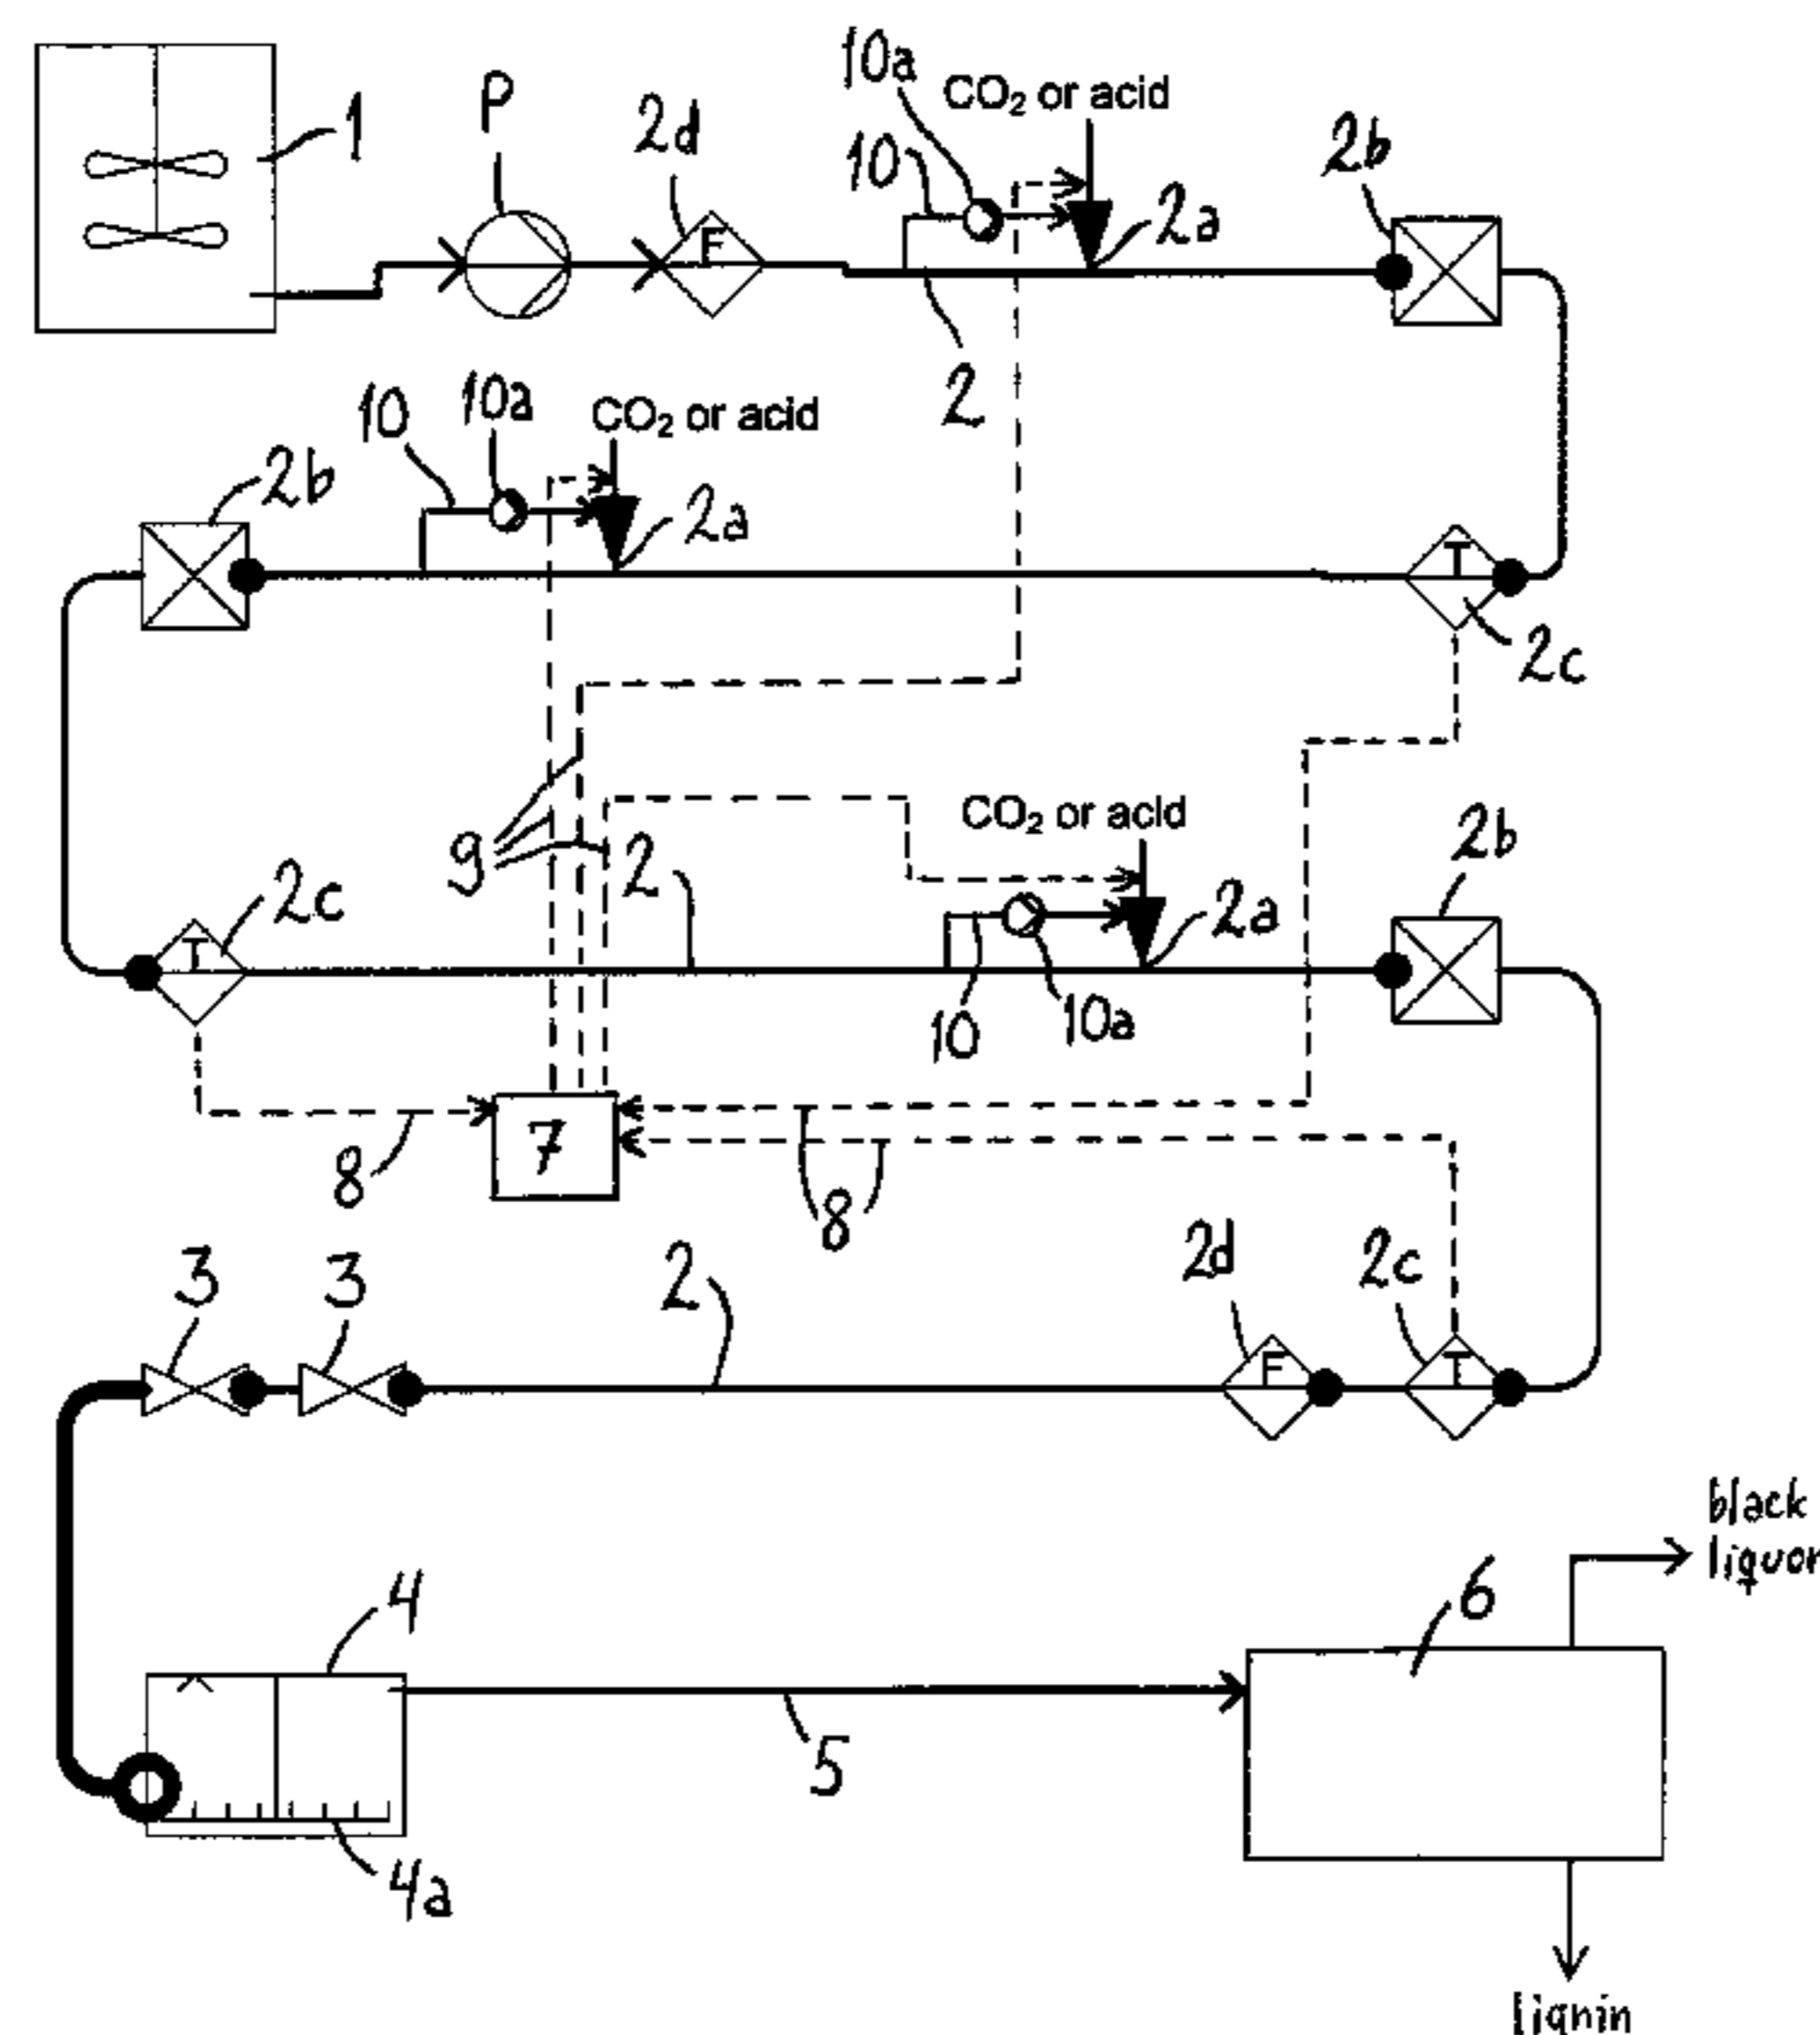 10a
CO₂ or acid
P
2d
10
2b
1
2a
F
2
10
10a
CO₂ or acid
2b
2a
T
2c
CO₂ or acid
2b
9
2
2c
2a
T
10
10a
7
8
8
3
3
2
2d
2c
F
T
black
liquor
4
6
5
4a
lignin